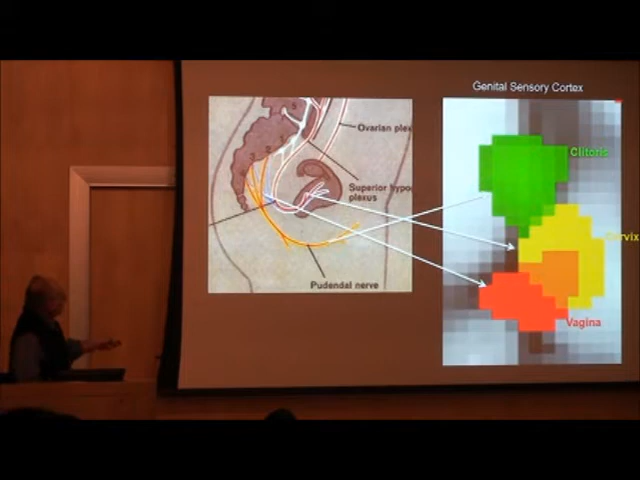 Genital Sensory Cortex
Ovarian plex
Superior hypo
plexus
Pudendal nerve
Clitoris
Cervix
Vagina